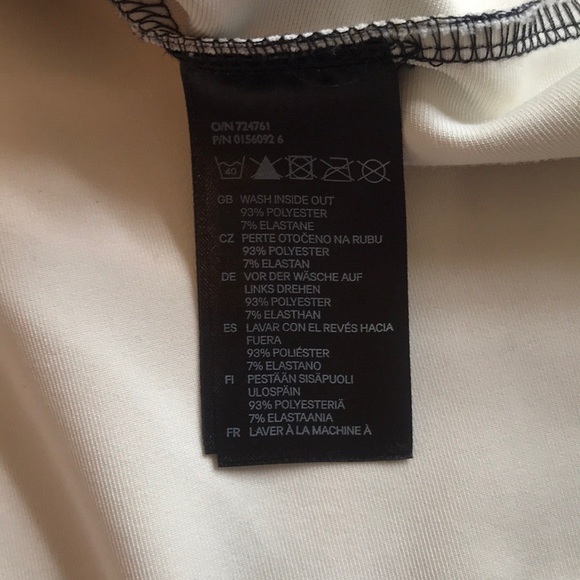 O/N 724761
P/N 0156092 6
40
GB WASH INSIDE OUT
93% POLYESTER
7% ELASTANE
CZ PERTE OTOČENO NA RUBU
93% POLYESTER
7% ELASTAN
DE VOR DER WÄSCHE AUF
LINKS DREHEN
93% POLYESTER
7% ELASTHAN
ES LAVAR CON EL REVÉS HACIA
FUERA
93% POLIÉSTER
7% ELASTANO
FI PESTÄÄN SISÄPUOLI
ULOSPÄIN
93% POLYESTERIÄ
7% ELASTAANIA
FR LAVER À LA MACHINE À